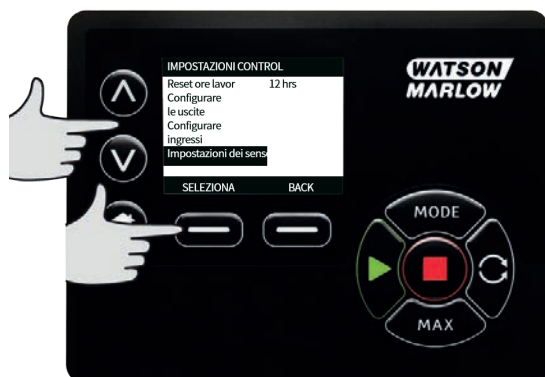 IMPOSTAZIONI CONTROL
WATSON
MARLOW
Reset ore lavor 12 hrs
Configurare
le uscite
Configurare
ingressi
Impostazioni dei sens
SELEZIONA BACK
MODE
MAX